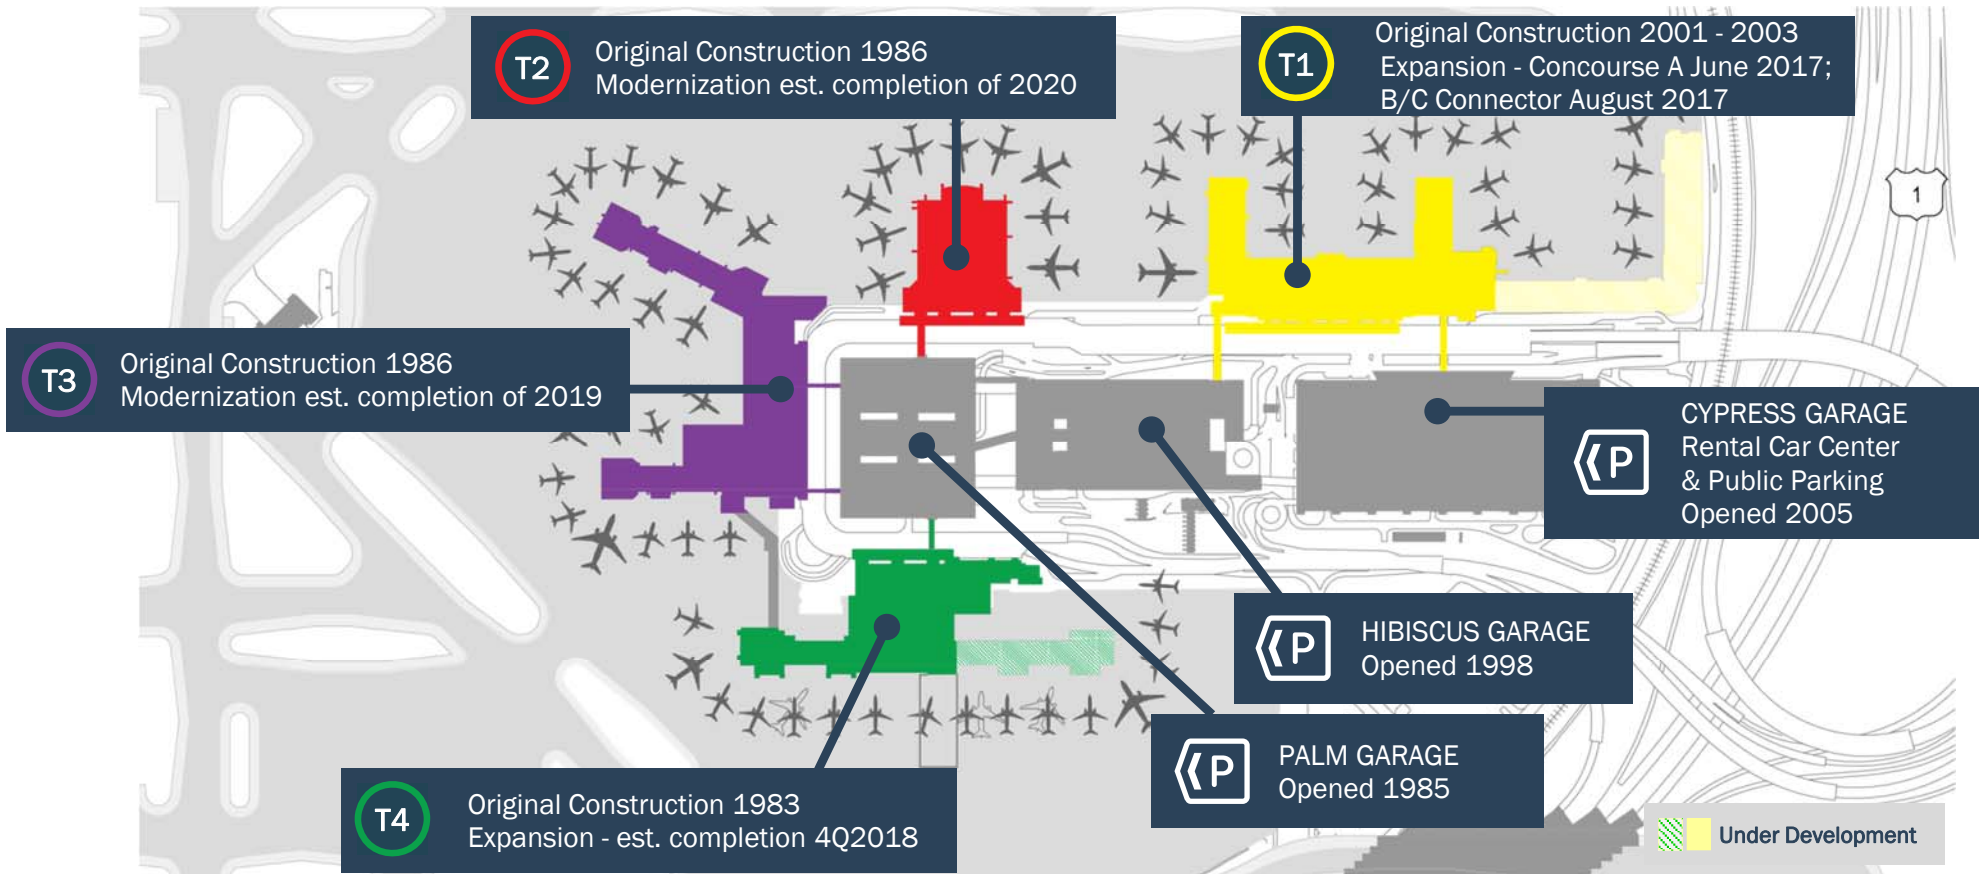 T2
Original Construction 1986
Modernization est. completion of 2020
T1
Original Construction 2001 - 2003
Expansion - Concourse A June 2017;
B/C Connector August 2017
1
T3
Original Construction 1986
Modernization est. completion of 2019
P
CYPRESS GARAGE
Rental Car Center
& Public Parking
Opened 2005
P
HIBISCUS GARAGE
Opened 1998
P
PALM GARAGE
Opened 1985
T4
Original Construction 1983
Expansion - est. completion 4Q2018
Under Development